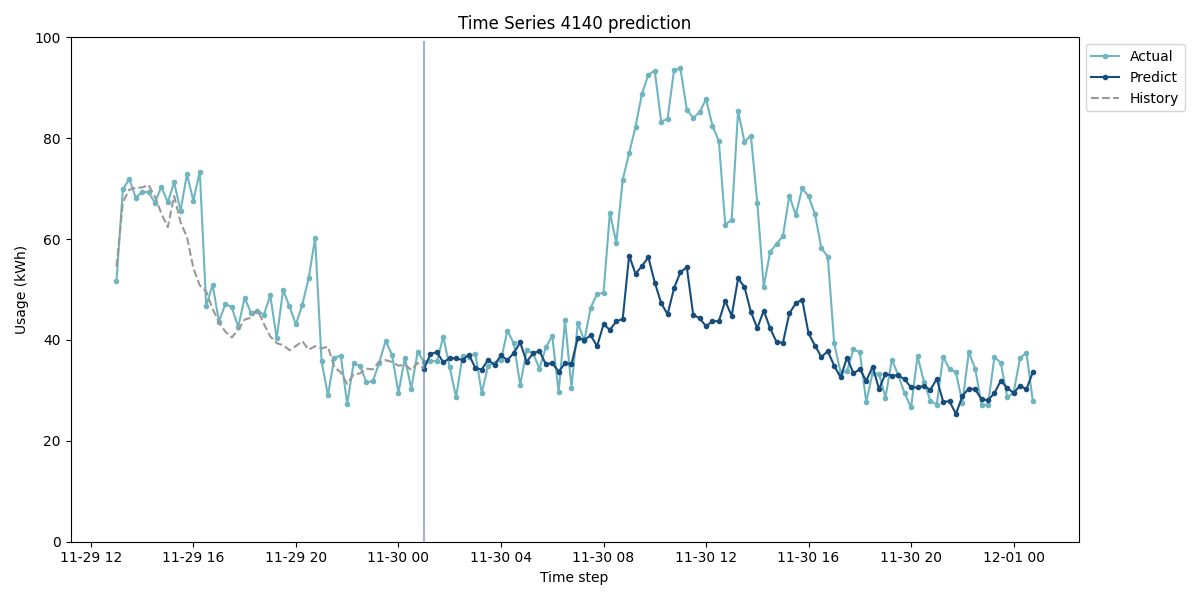 Time Series 4140 prediction
100
80
60
40
20
0
Usage (kWh)
11-29 12
11-29 16
11-29 20
11-30 00
11-30 04
11-30 08
11-30 12
11-30 16
11-30 20
12-01 00
Time step
Actual
Predict
History